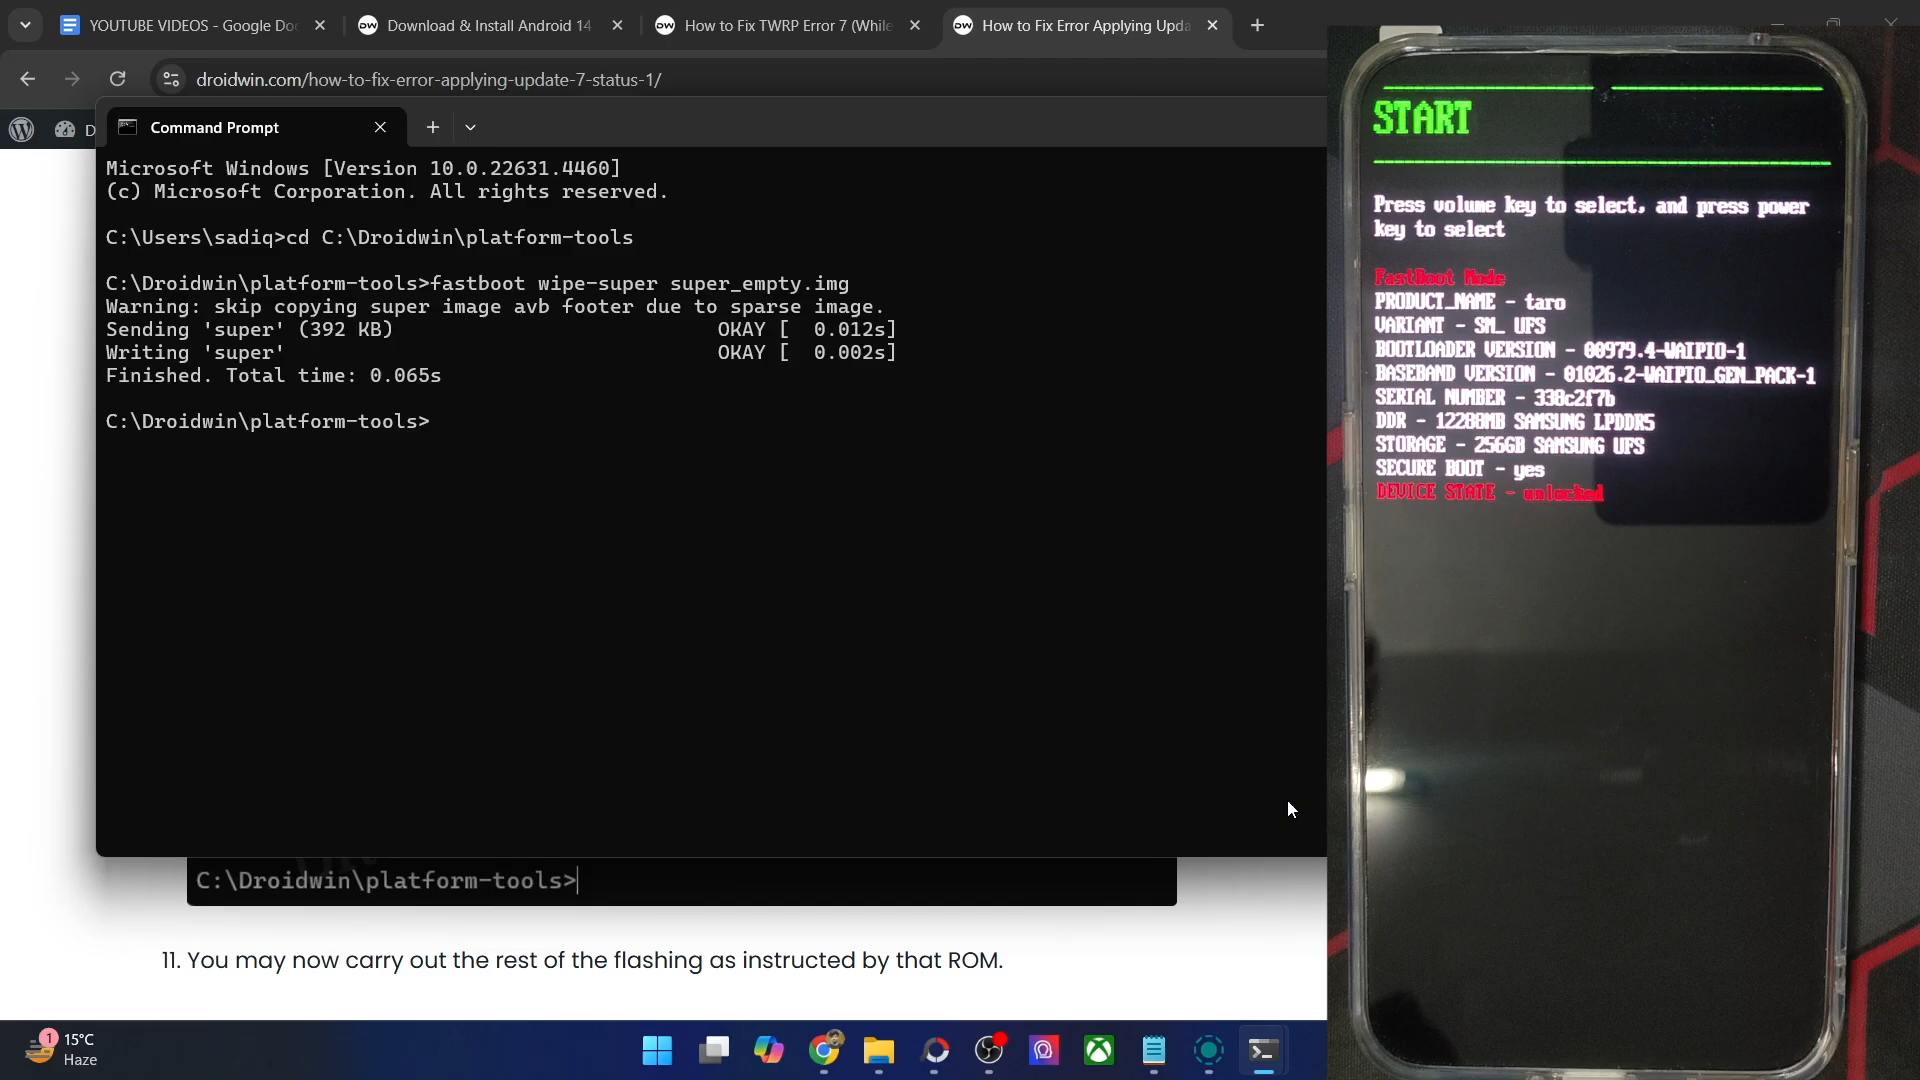 YOUTUBE VIDEOS - Google Do
Download & Install Android 14
How to Fix TWRP Error 7 (While
How to Fix Error Applying Upda
droidwin.com/how-to-fix-error-applying-update-7-status-1/
D
Command Prompt
Microsoft Windows [Version 10.0.22631.4460]
(c) Microsoft Corporation. All rights reserved.
C:\Users\sadiq>cd C:\Droidwin\platform-tools
C:\Droidwin\platform-tools>fastboot wipe-super super_empty.img
Warning: skip copying super image avb footer due to sparse image.
Sending 'super' (392 KB) OKAY [ 0.012s]
Writing 'super' OKAY [ 0.002s]
Finished. Total time: 0.065s
C:\Droidwin\platform-tools>
C:\Droidwin\platform-tools>
11. You may now carry out the rest of the flashing as instructed by that ROM.
1
15°C
Haze
START
Press volume key to select, and press power
key to select
FastBoot Mode
PRODUCT_NAME - taro
VARIANT - SM_ UFS
BOOTLOADER VERSION - 00979.4-WAIPIO-1
BASEBAND VERSION - 01026.2-WAIPIO_GEN_PACK-1
SERIAL NUMBER - 338c2f7b
DDR - 12288MB SAMSUNG LPDDR5
STORAGE - 256GB SAMSUNG UFS
SECURE BOOT - yes
DEVICE STATE - unlocked